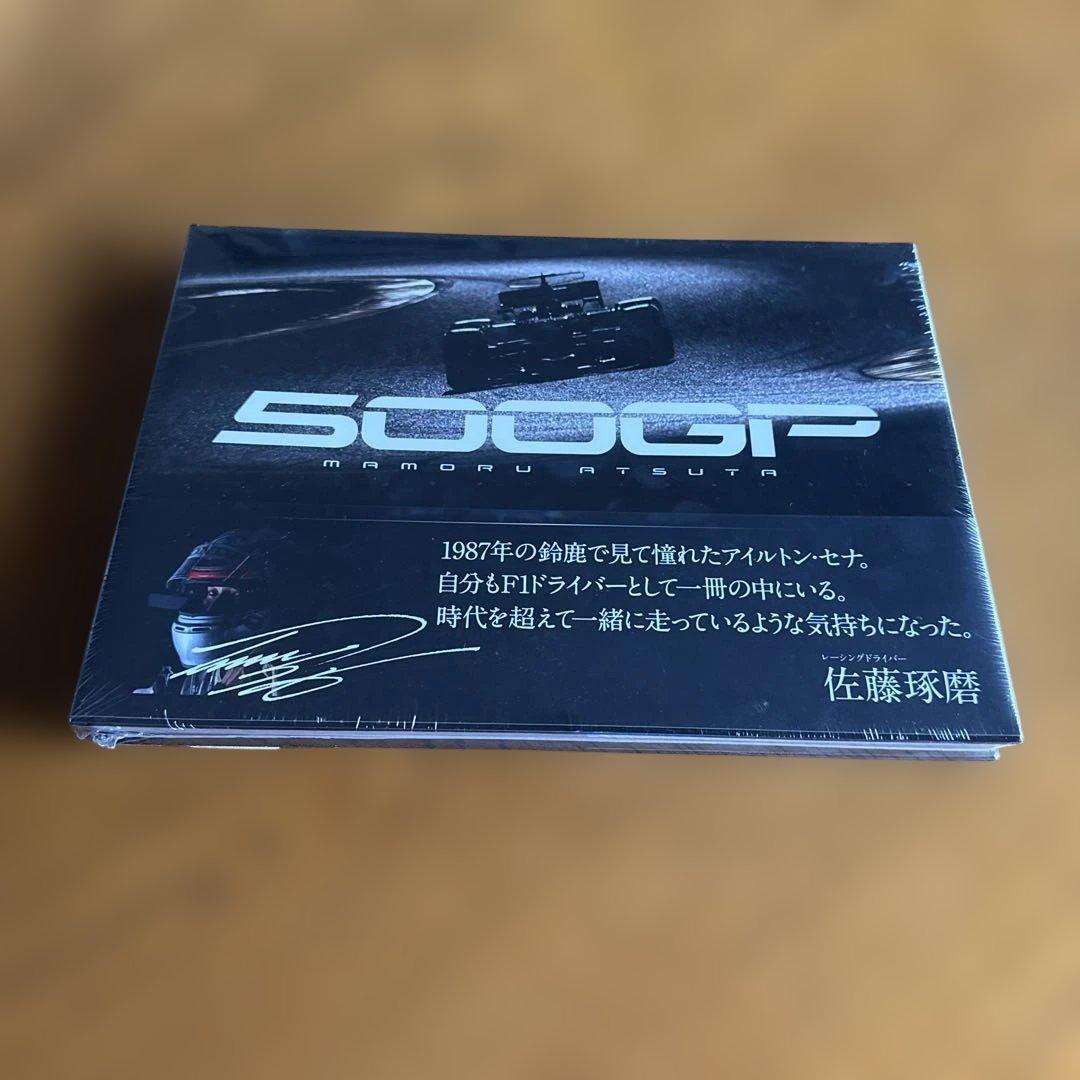 500GP
MAMORU ATSUTA
1987年の鈴鹿で見て憧れたアイルトン・セナ。
自分もF1ドライバーとして一冊の中にいる。
時代を超えて一緒に走っているような気持ちになった。
レーシングドライバー
佐藤琢磨